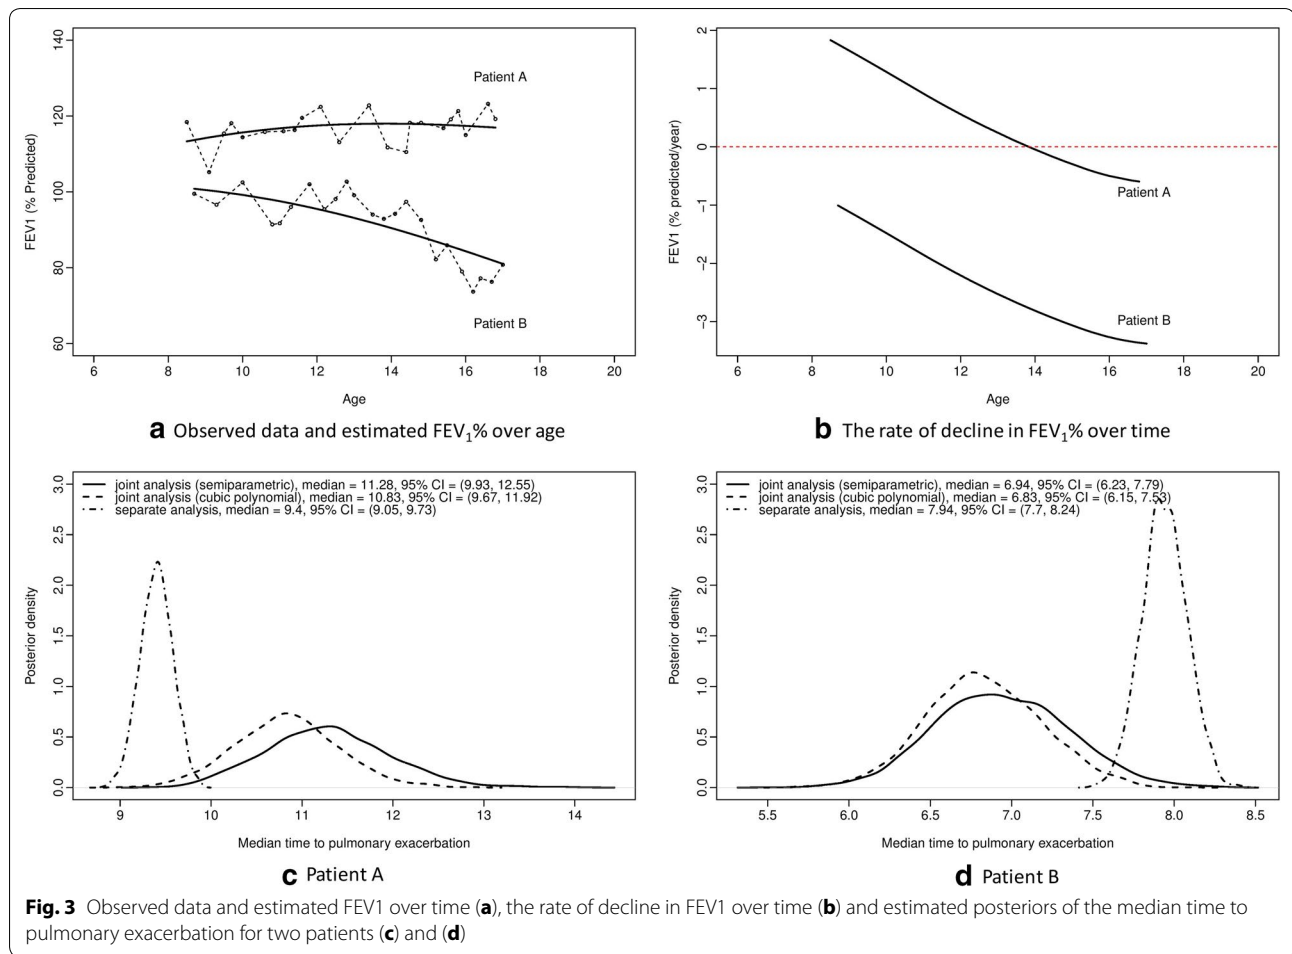 140
120
100
80
60
FEV1 (% Predicted)
Patient A
Patient B
6 8 10 12 14 16 18 20
Age
a Observed data and estimated FEV1% over age
2
1
0
−1
−2
−3
FEV1 (% predicted/year)
Patient A
Patient B
6 8 10 12 14 16 18 20
Age
b The rate of decline in FEV1% over time
3.0
2.5
2.0
1.5
1.0
0.5
0.0
Posterior density
joint analysis (semiparametric), median = 11.28, 95% CI = (9.93, 12.55)
joint analysis (cubic polynomial), median = 10.83, 95% CI = (9.67, 11.92)
separate analysis, median = 9.4, 95% CI = (9.05, 9.73)
9 10 11 12 13 14
Median time to pulmonary exacerbation
c Patient A
3.0
2.5
2.0
1.5
1.0
0.5
0.0
Posterior density
joint analysis (semiparametric), median = 6.94, 95% CI = (6.23, 7.79)
joint analysis (cubic polynomial), median = 6.83, 95% CI = (6.15, 7.53)
separate analysis, median = 7.94, 95% CI = (7.7, 8.24)
5.5 6.0 6.5 7.0 7.5 8.0 8.5
Median time to pulmonary exacerbation
d Patient B
Fig. 3 Observed data and estimated FEV1 over time (a), the rate of decline in FEV1 over time (b) and estimated posteriors of the median time to
pulmonary exacerbation for two patients (c) and (d)